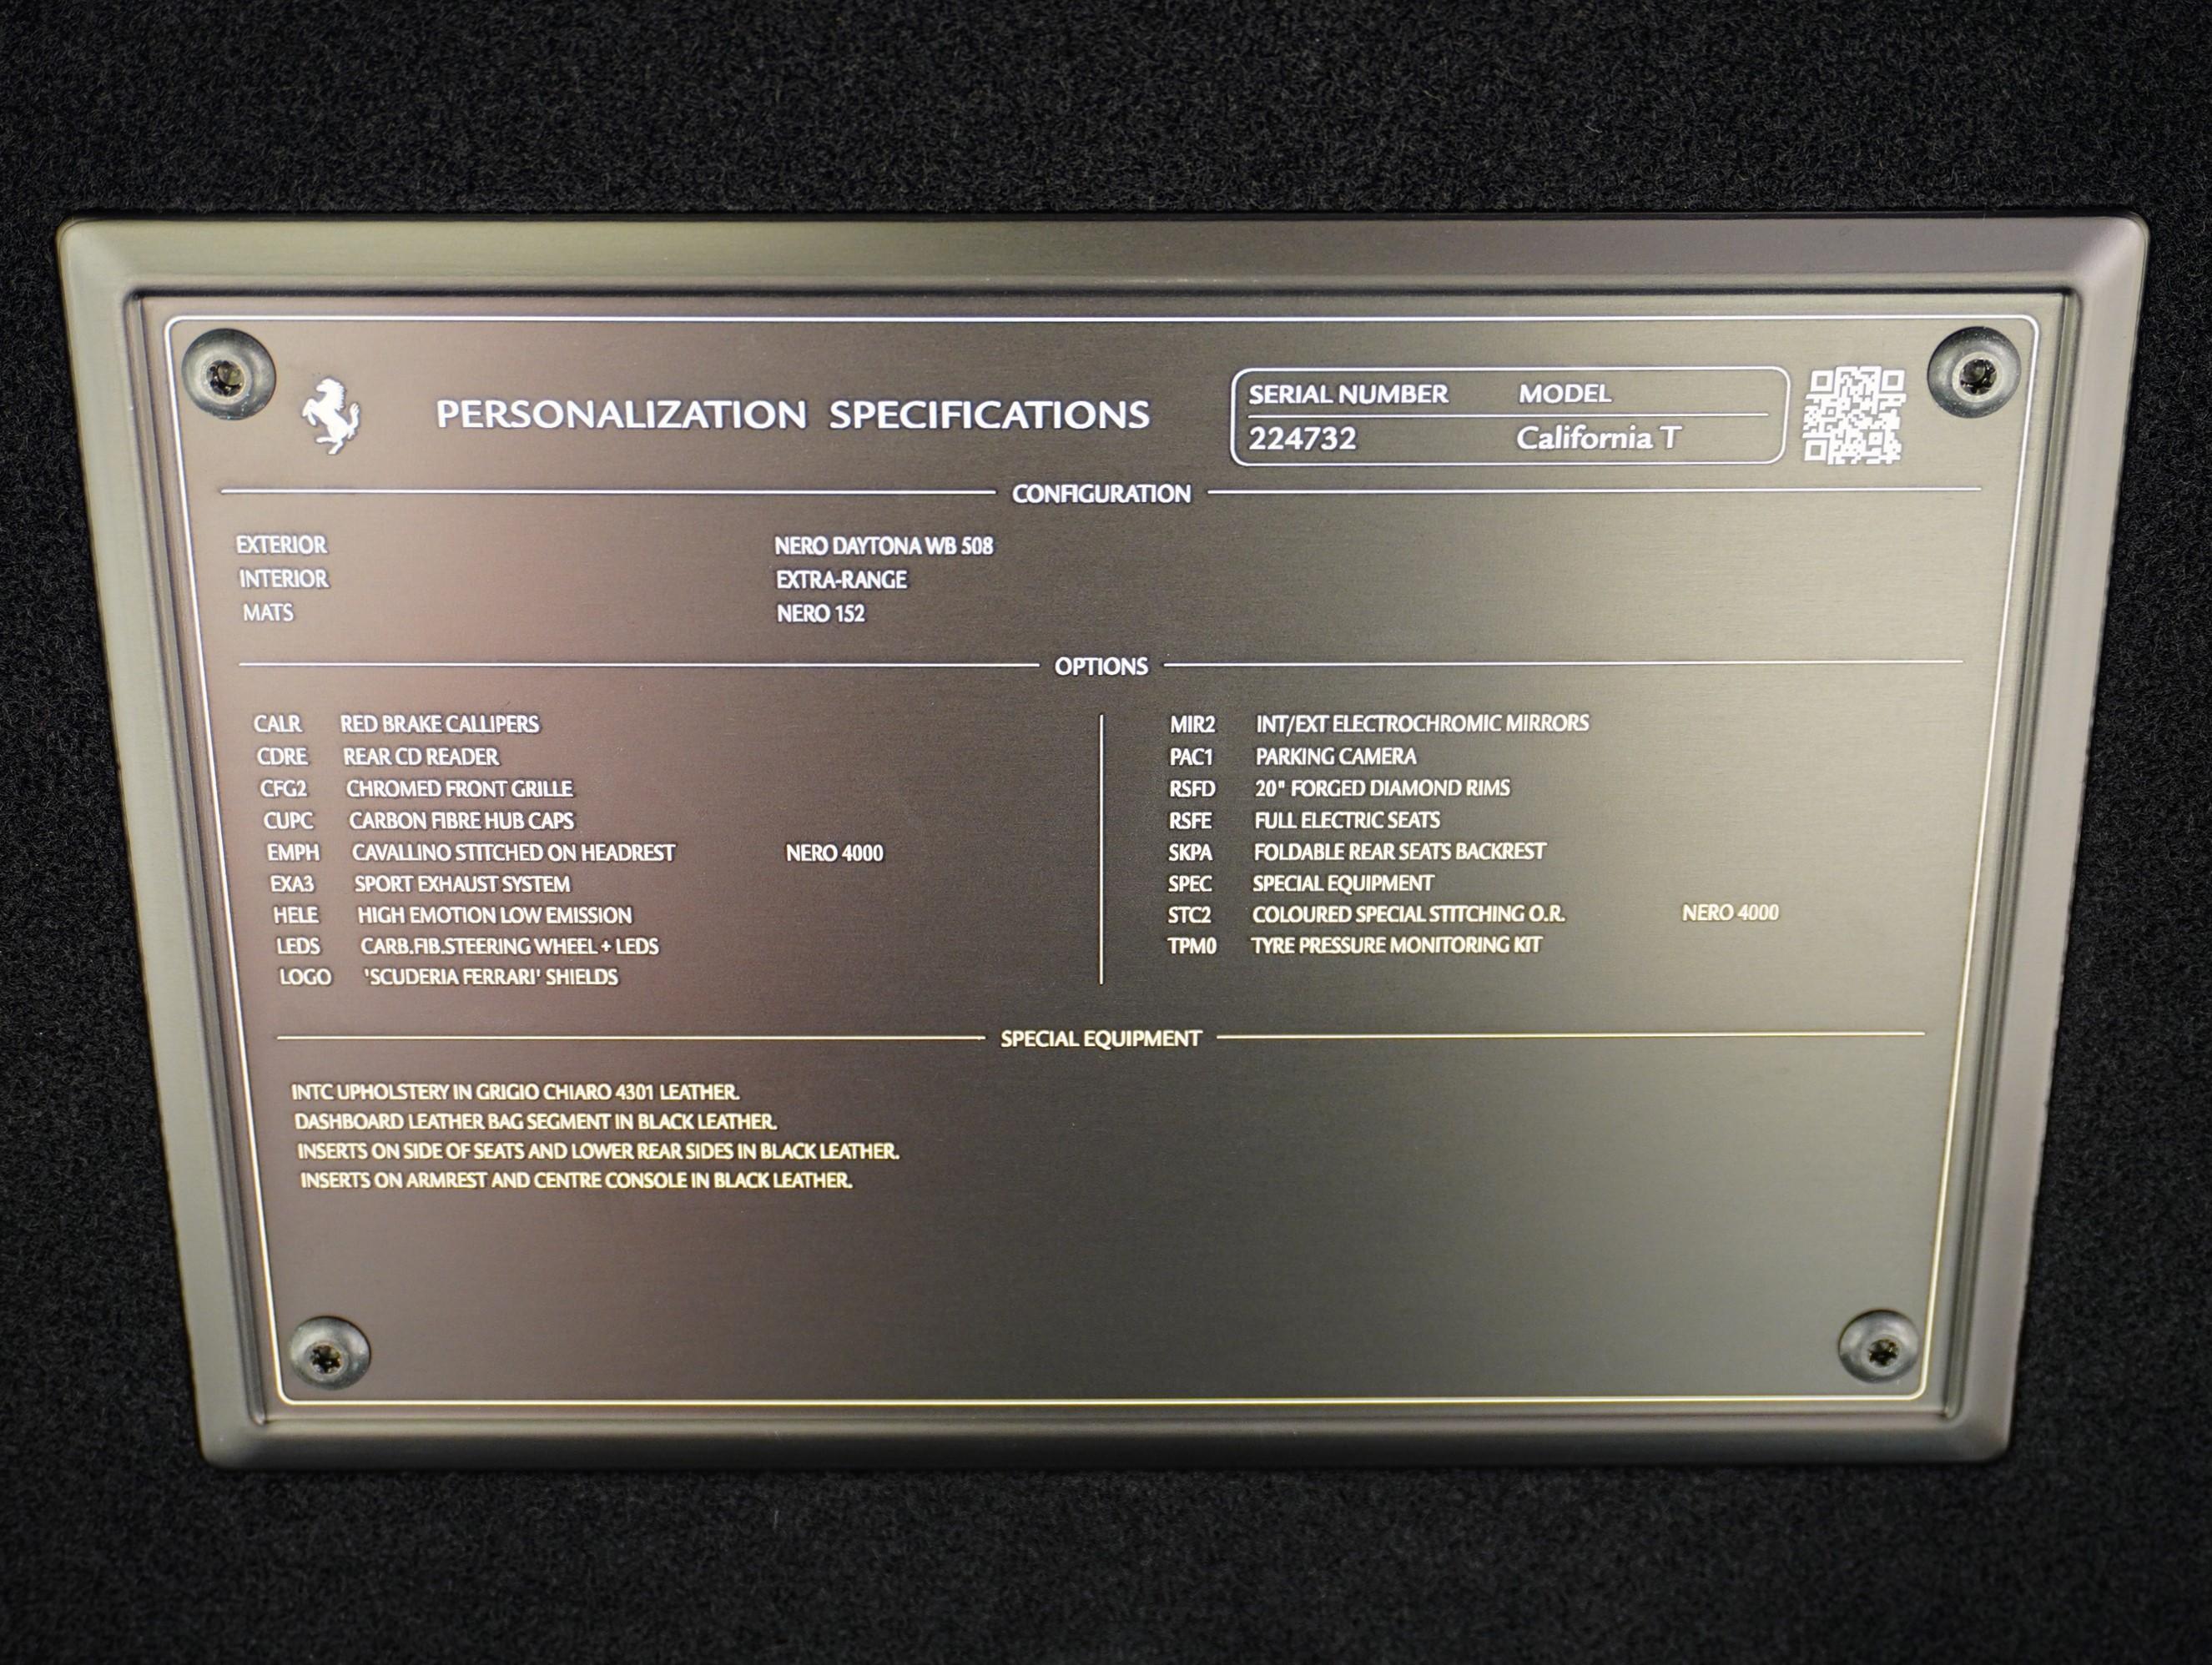 PERSONALIZATION SPECIFICATIONS
SERIAL NUMBER MODEL
224732 California T
CONFIGURATION
EXTERIOR NERO DAYTONA WB 508
INTERIOR EXTRA-RANGE
MATS NERO 152
OPTIONS
CALR RED BRAKE CALLIPERS
CDRE REAR CD READER
CFG2 CHROMED FRONT GRILLE
CUPC CARBON FIBRE HUB CAPS
EMPH CAVALLINO STITCHED ON HEADREST NERO 4000
EXA3 SPORT EXHAUST SYSTEM
HELE HIGH EMOTION LOW EMISSION
LEDS CARB.FIB.STEERING WHEEL + LEDS
LOGO 'SCUDERIA FERRARI' SHIELDS
MIR2 INT/EXT ELECTROCHROMIC MIRRORS
PAC1 PARKING CAMERA
RSFD 20" FORGED DIAMOND RIMS
RSFE FULL ELECTRIC SEATS
SKPA FOLDABLE REAR SEATS BACKREST
SPEC SPECIAL EQUIPMENT
STC2 COLOURED SPECIAL STITCHING O.R. NERO 4000
TPM0 TYRE PRESSURE MONITORING KIT
SPECIAL EQUIPMENT
INTC UPHOLSTERY IN GRIGIO CHIARO 4301 LEATHER.
DASHBOARD LEATHER BAG SEGMENT IN BLACK LEATHER.
INSERTS ON SIDE OF SEATS AND LOWER REAR SIDES IN BLACK LEATHER.
INSERTS ON ARMREST AND CENTRE CONSOLE IN BLACK LEATHER.